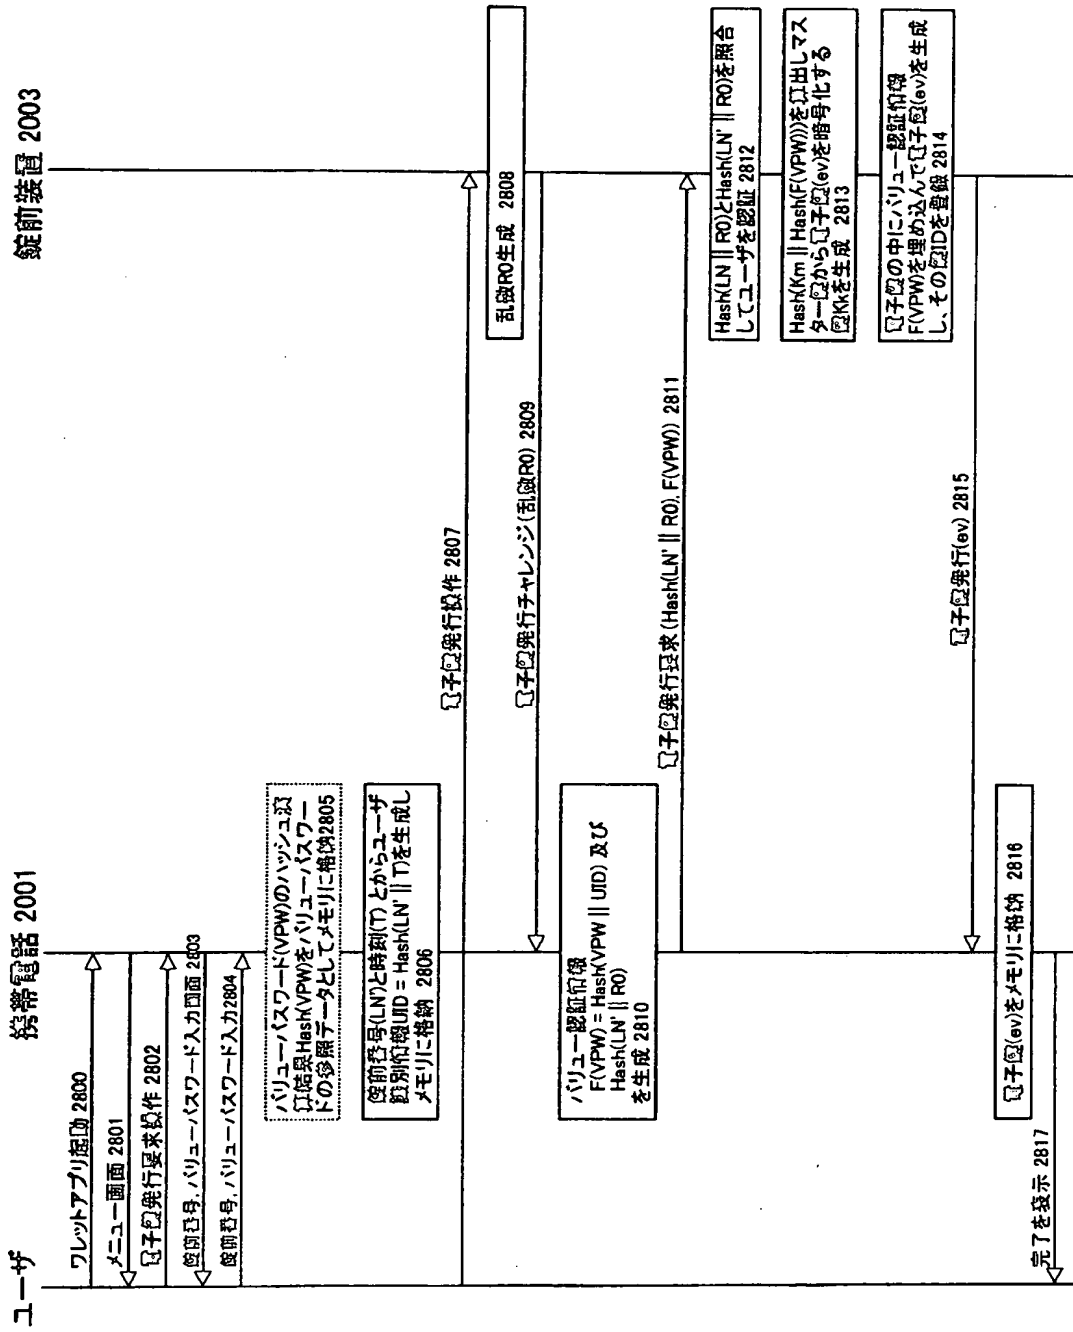 ユーザ
携帯電話 2001
錠前装置 2003
ワレットアプリ起動 2800
メニュー画面 2801
電子鍵発行要求操作 2802
錠前番号, バリューパスワード入力画面 2803
錠前番号, バリューパスワード入力 2804
バリューパスワード(VPW)のハッシュ演
算結果Hash(VPW)をバリューパスワー
ドの参照データとしてメモリに格納2805
錠前番号(LN')と時刻(T)とからユーザ
識別情報UID = Hash(LN' || T)を生成し
メモリに格納 2806
電子鍵発行操作 2807
乱数R0生成 2808
電子鍵発行チャレンジ(乱数R0) 2809
バリュー認証情報
F(VPW) = Hash(VPW || UID) 及び
Hash(LN' || R0)
を生成 2810
電子鍵発行要求 (Hash(LN' || R0), F(VPW)) 2811
Hash(LN || R0)とHash(LN' || R0)を照合
してユーザを認証 2812
Hash(Km || Hash(F(VPW)))を算出しマス
ター鍵から電子鍵(ev)を暗号化する
鍵Kkを生成 2813
電子鍵の中にバリュー認証情報
F(VPW)を埋め込んで電子鍵(ev)を生成
し、その鍵IDを登録 2814
電子鍵発行(ev) 2815
電子鍵(ev)をメモリに格納 2816
完了を表示 2817